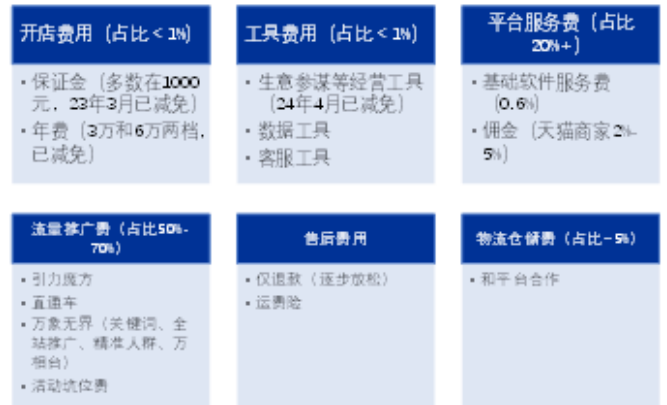 开店费用（占比< 1%）
• 保证金（多数在1000
元，23年3月已减免）
• 年费（3万和6万两档，
已减免）
工具费用（占比< 1%）
• 生意参谋等经营工具
（24年4月已减免）
• 数据工具
• 客服工具
平台服务费（占比
20%+）
• 基础软件服务费
（0.6%）
• 佣金（天猫商家2%-
5%）
流量推广费（占比50%-
70%）
• 引力魔方
• 直通车
• 万象无界（关键词、全
站推广、精准人群、万
相台）
• 活动坑位费
售后费用
• 仅退款（逐步放松）
• 运费险
物流仓储费（占比~5%）
• 和平台合作